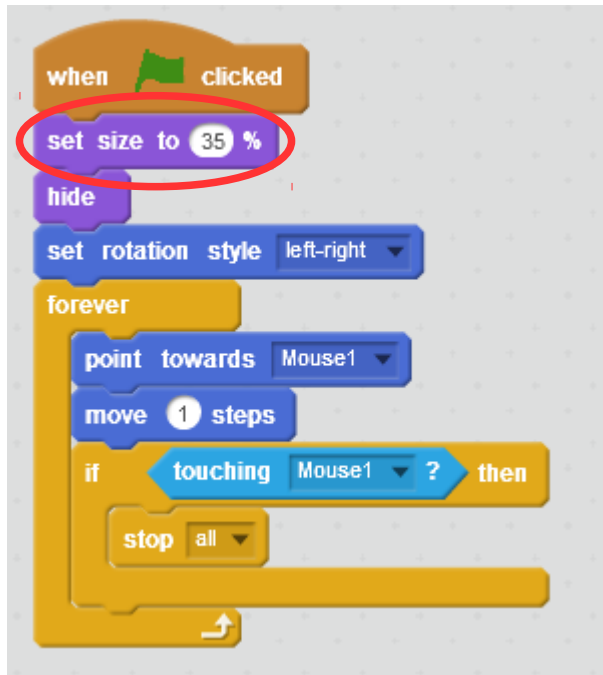 when clicked
set size to 35 %
hide
set rotation style left-right
forever
point towards Mouse1
move 1 steps
if touching Mouse1 ? then
stop all